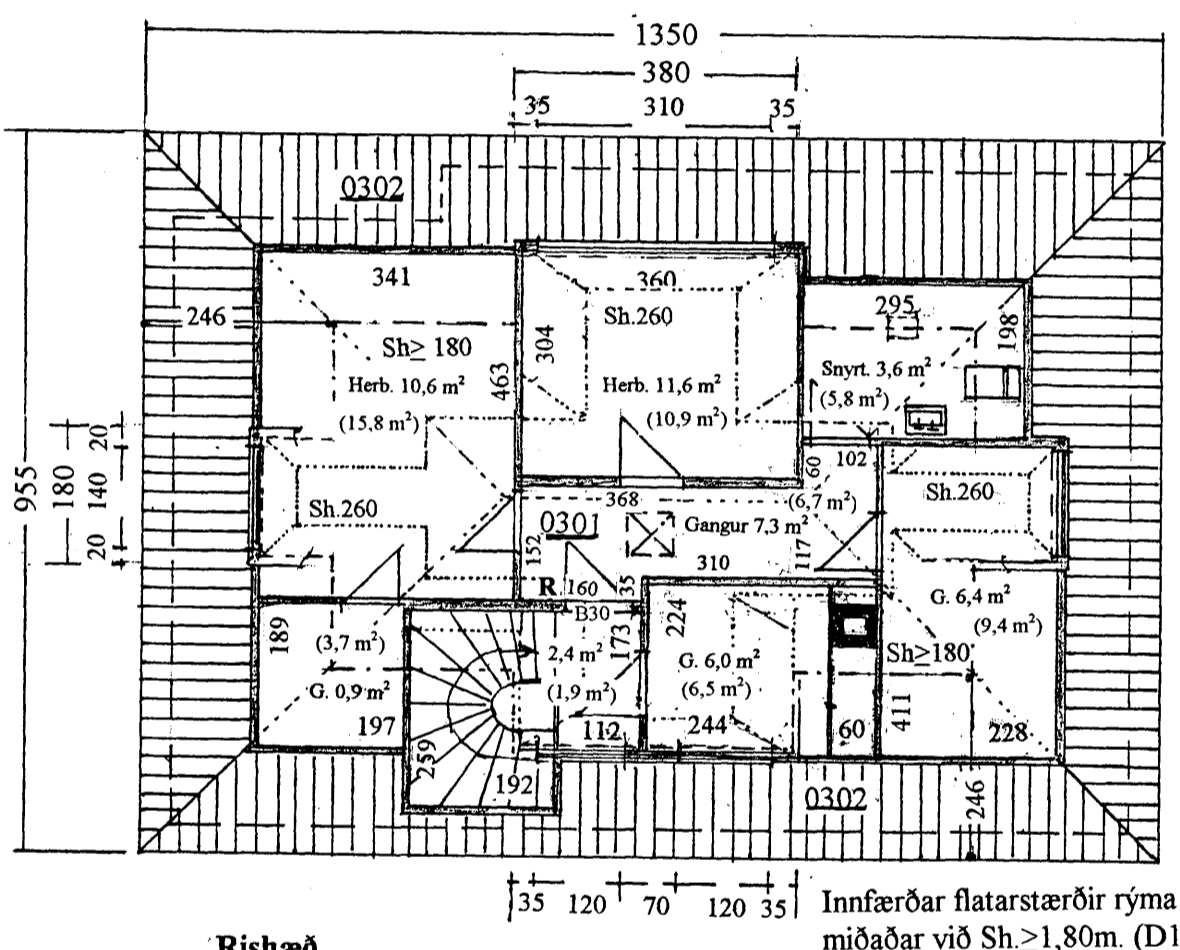 1350
380
35 310 35
0302
341
360
295
246
Sh.260
304
198
Sh≥ 180
463
Herb. 10,6 m²
(15,8 m²)
Herb. 11,6 m²
(10,9 m²)
Snyrt. 3,6 m²
(5,8 m²)
955
180
20
140
20
60
102
Sh.260
368
(6,7 m²)
Sh.260
0301
Gangur 7,3 m²
152
310
117
R
160
35
B30
G. 6,4 m²
(9,4 m²)
189
(3,7 m²)
G. 0,9 m²
197
2,4 m²
173
(1,9 m²)
224
G. 6,0 m²
(6,5 m²)
Sh≥180
411
259
192
112
244
60
228
0302
246
35 120 70 120 35
Innfærðar flatarstærðir rýma
miðaðar við Sh.≥1,80m. (D1
Rishæð